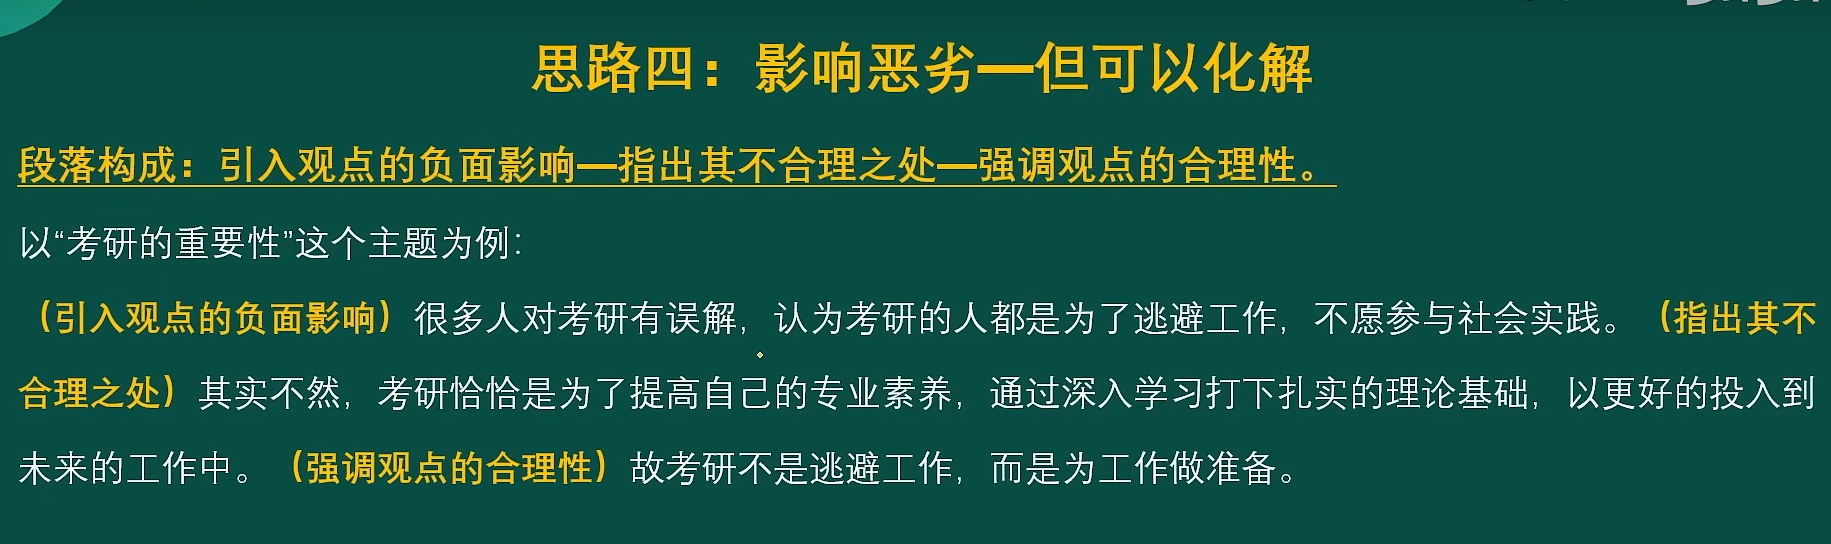 思路四：影响恶劣—但可以化解
段落构成：引入观点的负面影响—指出其不合理之处—强调观点的合理性。
以“考研的重要性”这个主题为例：
（引入观点的负面影响）很多人对考研有误解，认为考研的人都是为了逃避工作，不愿参与社会实践。（指出其不
合理之处）其实不然，考研恰恰是为了提高自己的专业素养，通过深入学习打下扎实的理论基础，以更好的投入到
未来的工作中。（强调观点的合理性）故考研不是逃避工作，而是为工作做准备。